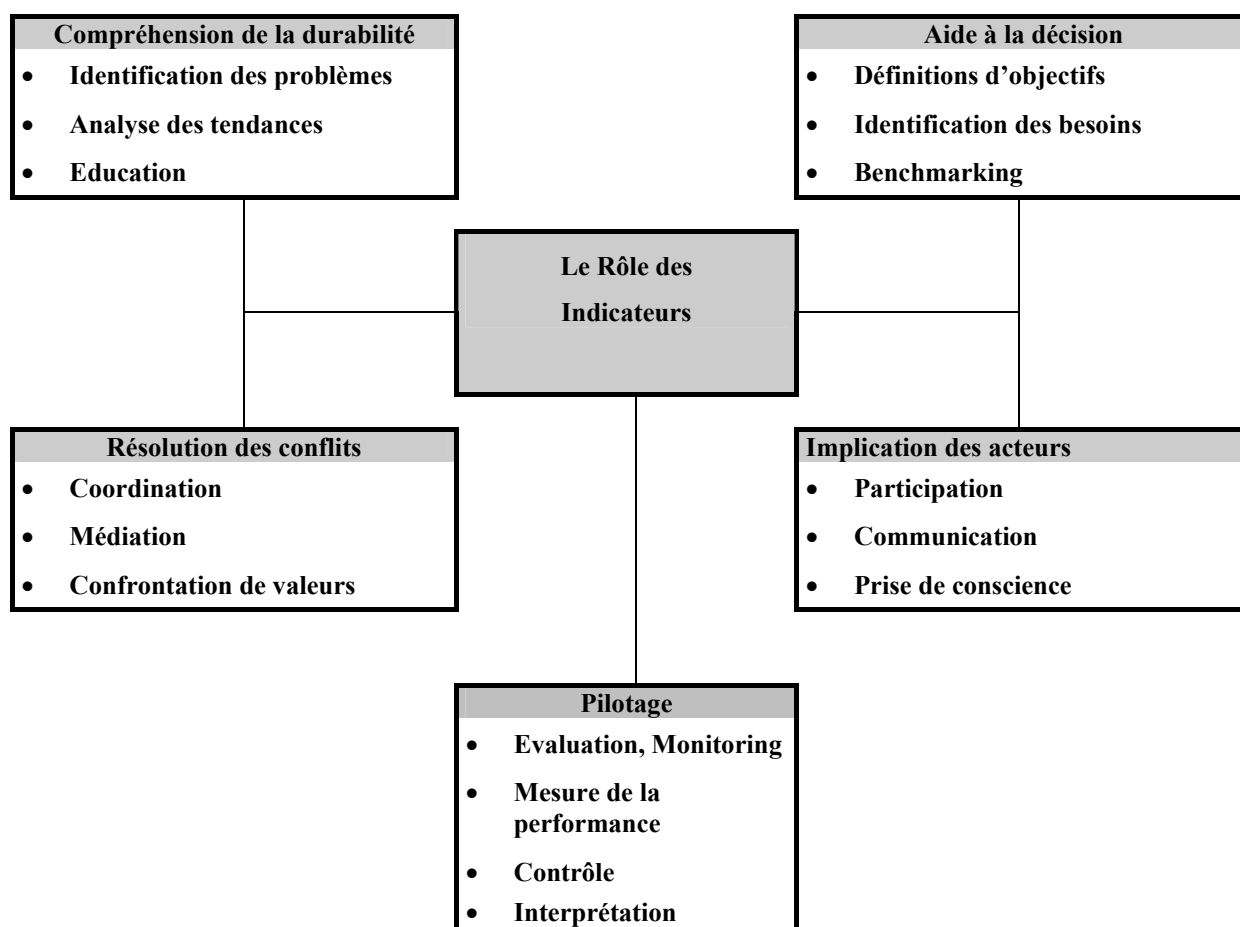 Compréhension de la durabilité
• Identification des problèmes
• Analyse des tendances
• Education
Aide à la décision
• Définitions d’objectifs
• Identification des besoins
• Benchmarking
Le Rôle des
Indicateurs
Résolution des conflits
• Coordination
• Médiation
• Confrontation de valeurs
Implication des acteurs
• Participation
• Communication
• Prise de conscience
Pilotage
• Evaluation, Monitoring
• Mesure de la
performance
• Contrôle
• Interprétation